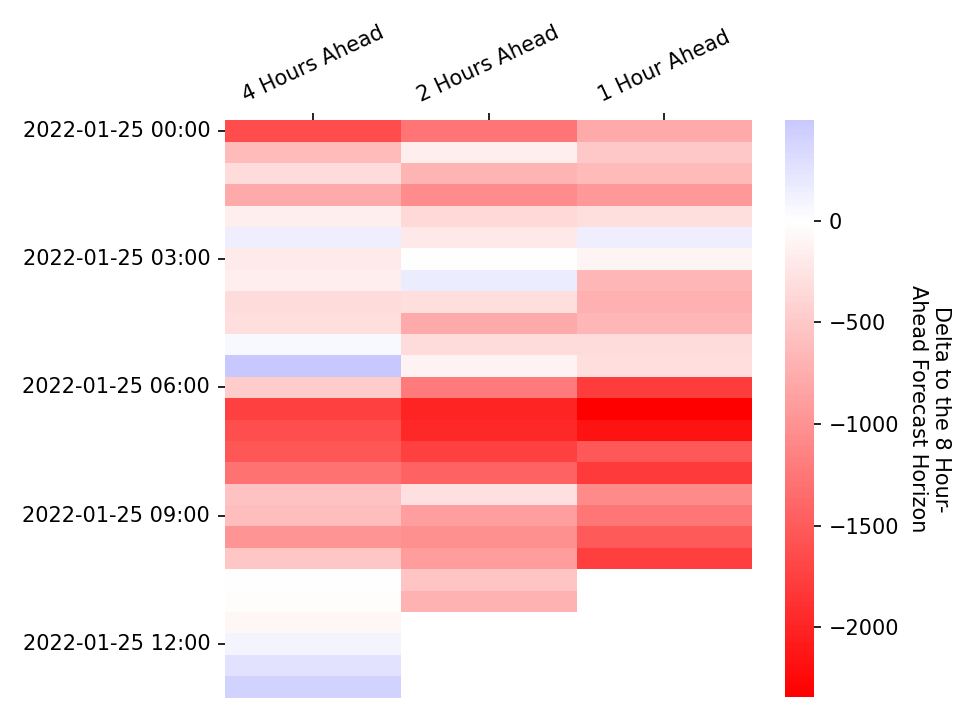 4 Hours Ahead
2 Hours Ahead
1 Hour Ahead
2022-01-25 00:00
2022-01-25 03:00
2022-01-25 06:00
2022-01-25 09:00
2022-01-25 12:00
0
−500
−1000
−1500
−2000
Delta to the 8 Hour-
Ahead Forecast Horizon